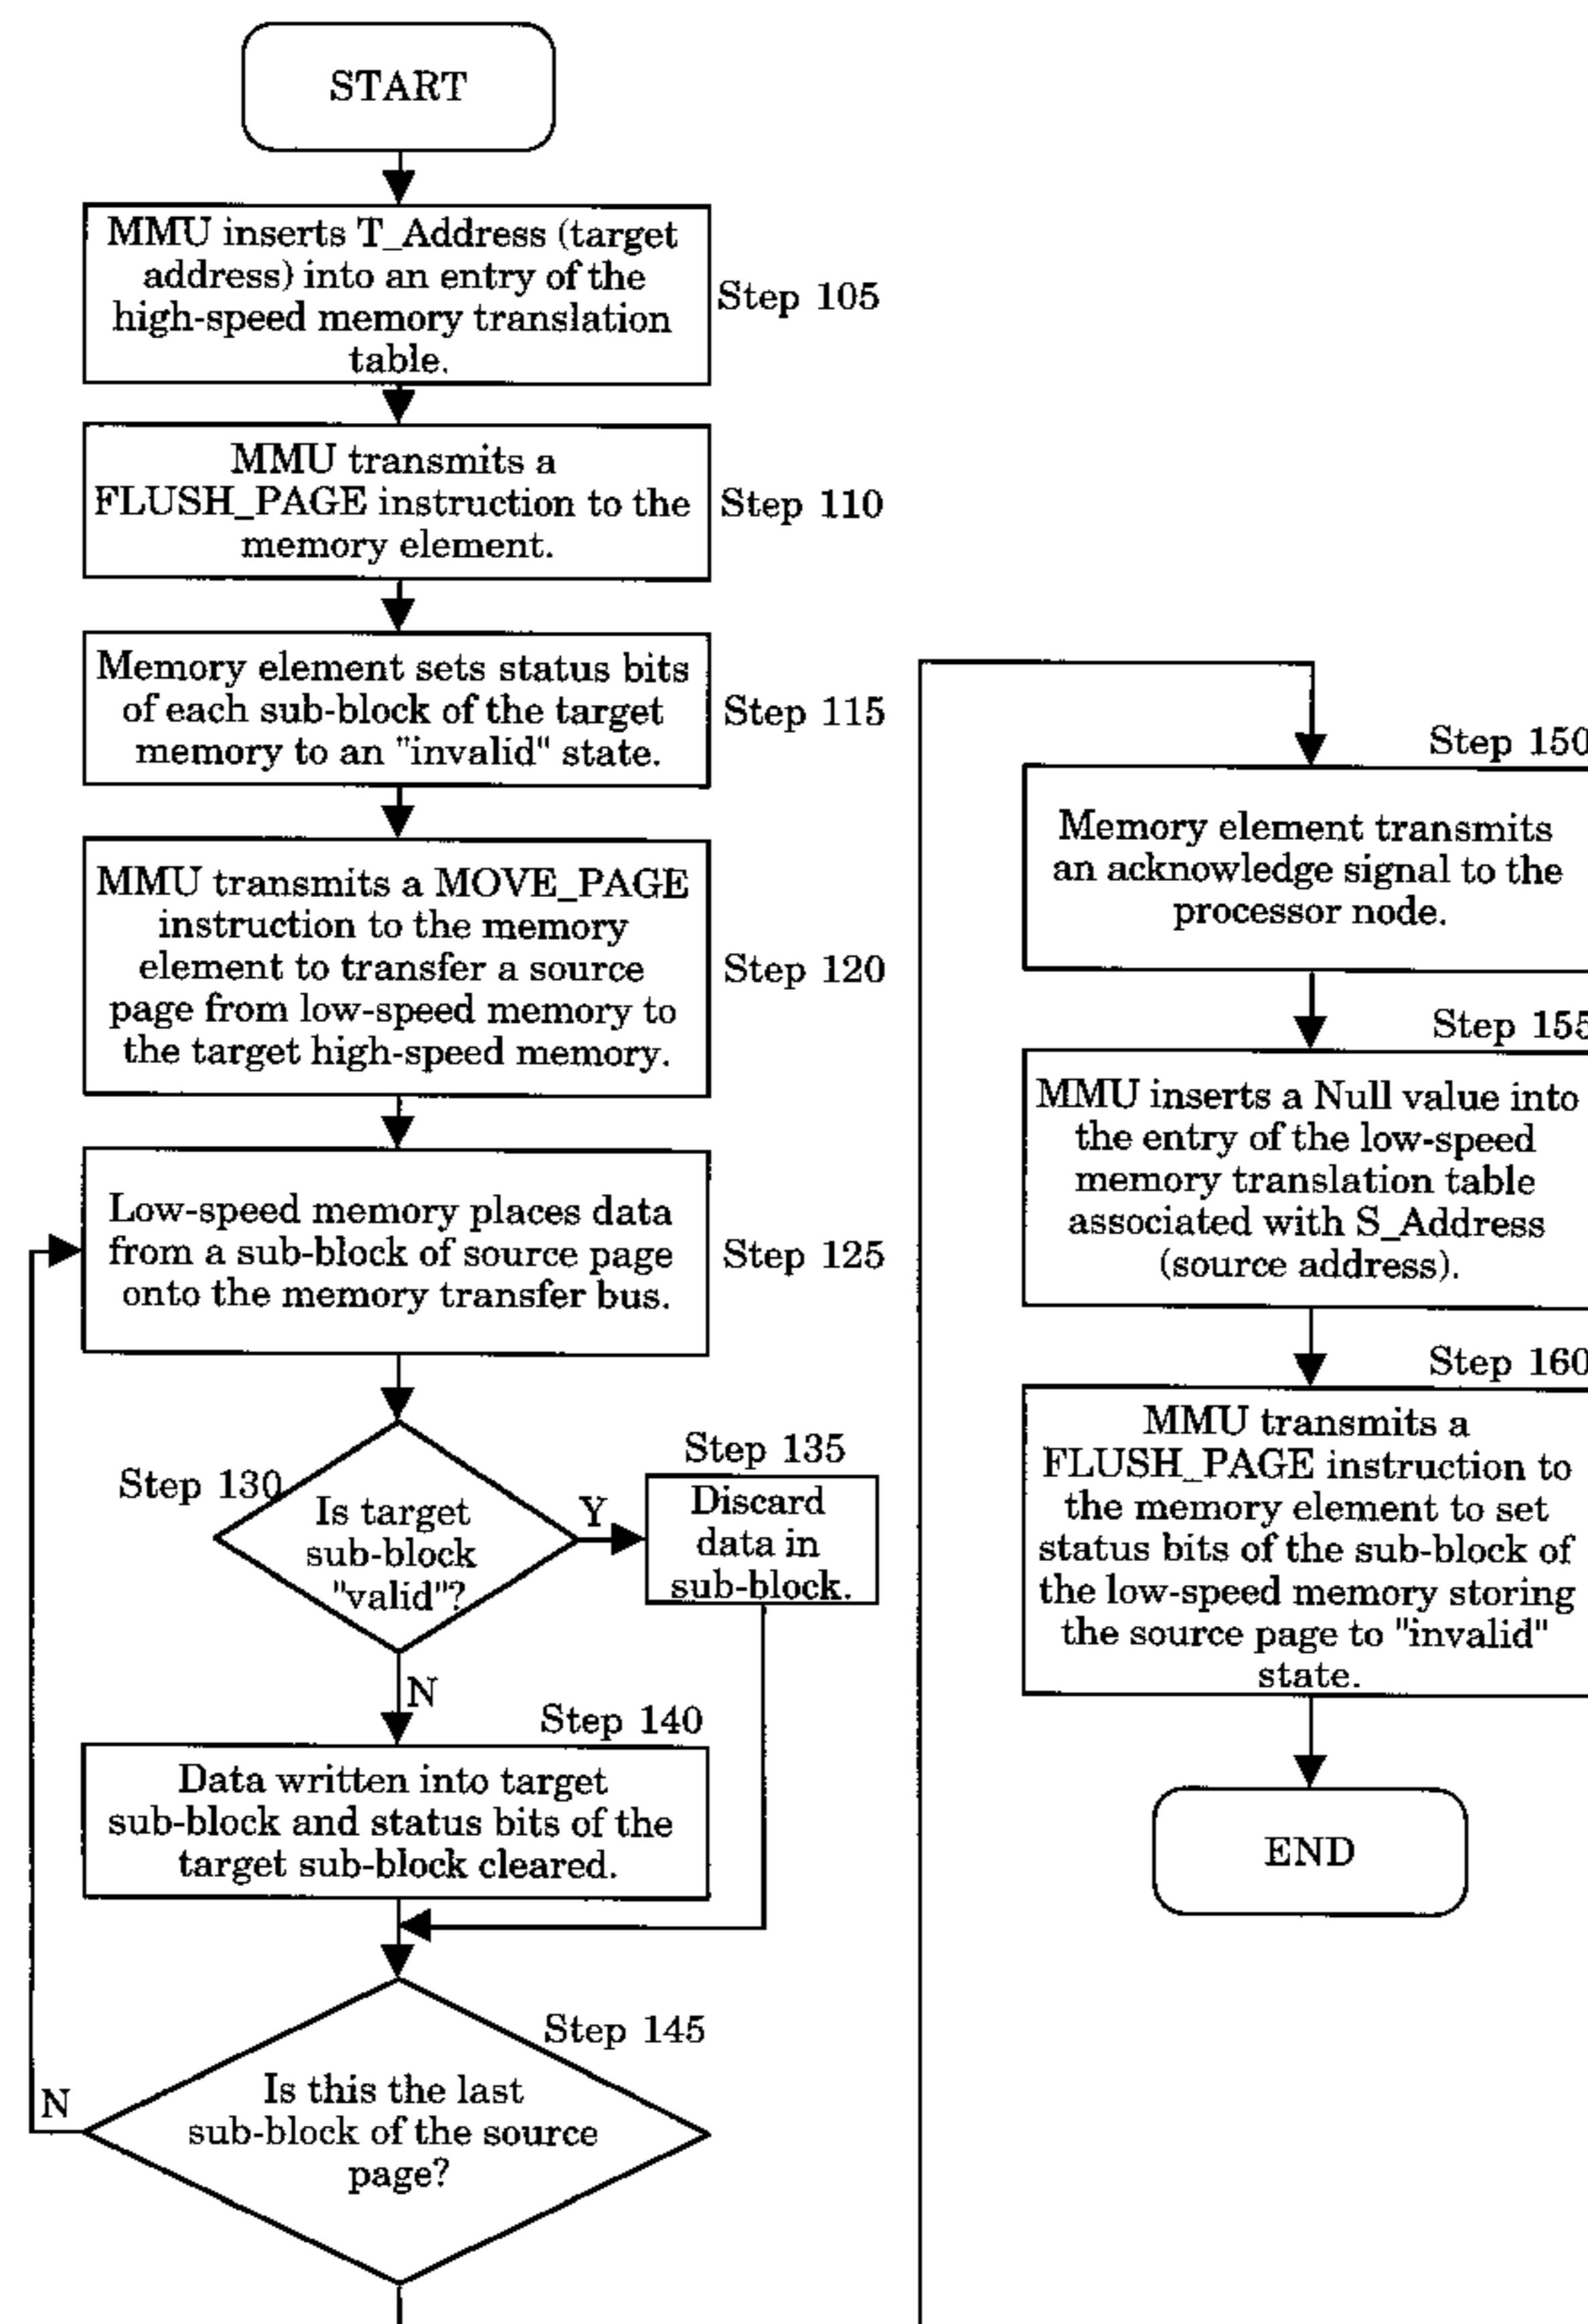 START
MMU inserts T_Address (target
address) into an entry of the
high-speed memory translation
table.
Step 105
MMU transmits a
FLUSH_PAGE instruction to the
memory element.
Step 110
Memory element sets status bits
of each sub-block of the target
memory to an "invalid" state.
Step 115
MMU transmits a MOVE_PAGE
instruction to the memory
element to transfer a source
page from low-speed memory to
the target high-speed memory.
Step 120
Low-speed memory places data
from a sub-block of source page
onto the memory transfer bus.
Step 125
Step 130
Is target
sub-block
"valid"?
Y
N
Step 135
Discard
data in
sub-block.
Step 140
Data written into target
sub-block and status bits of the
target sub-block cleared.
Step 145
Is this the last
sub-block of the source
page?
N
Step 150
Memory element transmits
an acknowledge signal to the
processor node.
Step 155
MMU inserts a Null value into
the entry of the low-speed
memory translation table
associated with S_Address
(source address).
Step 160
MMU transmits a
FLUSH_PAGE instruction to
the memory element to set
status bits of the sub-block of
the low-speed memory storing
the source page to "invalid"
state.
END